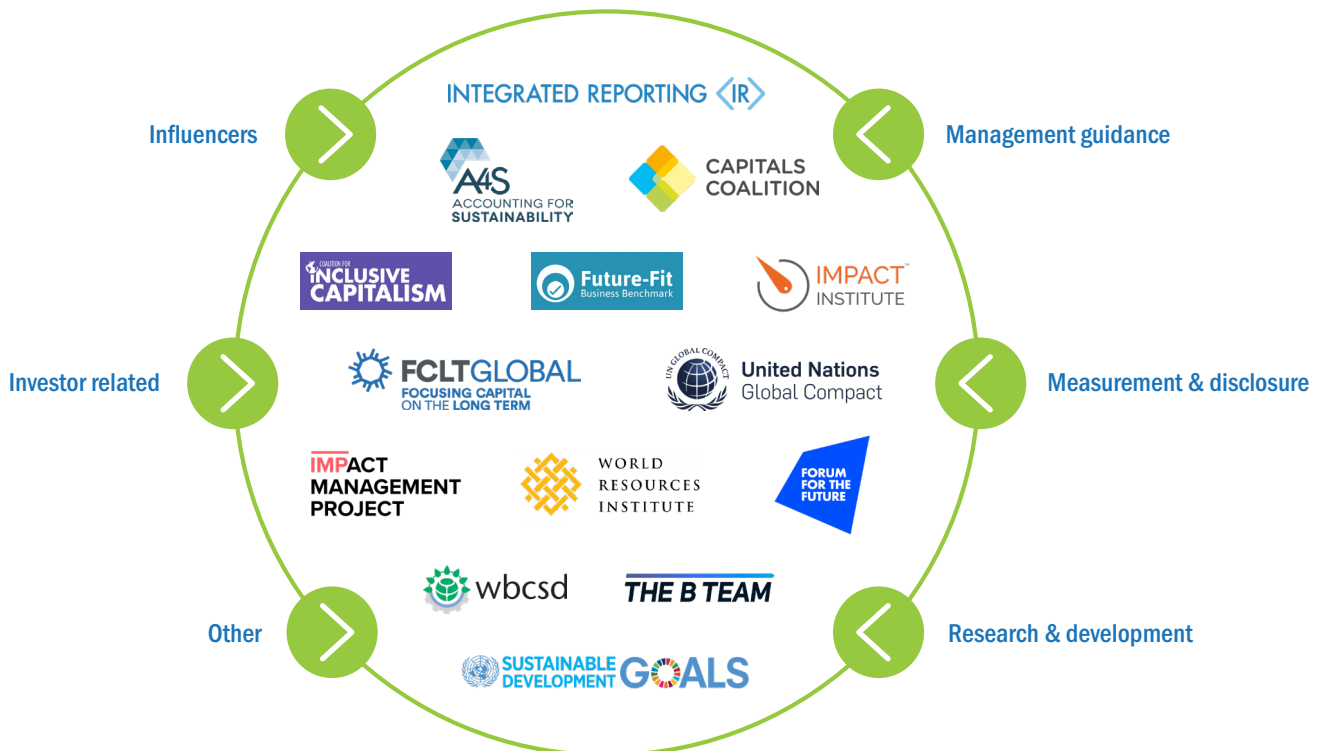 INTEGRATED REPORTING <IR>
Influencers
Management guidance
A4S
ACCOUNTING FOR
SUSTAINABILITY
CAPITALS
COALITION
COALITION FOR
iNCLUSIVE
CAPITALISM
Future-Fit
Business Benchmark
IMPACT™
INSTITUTE
Investor related
FCLTGLOBAL
FOCUSING CAPITAL
ON THE LONG TERM
UN GLOBAL COMPACT
United Nations
Global Compact
Measurement & disclosure
IMPACT
MANAGEMENT
PROJECT
WORLD
RESOURCES
INSTITUTE
FORUM
FOR THE
FUTURE
wbcsd
THE B TEAM
Other
Research & development
SUSTAINABLE
DEVELOPMENT
GOALS